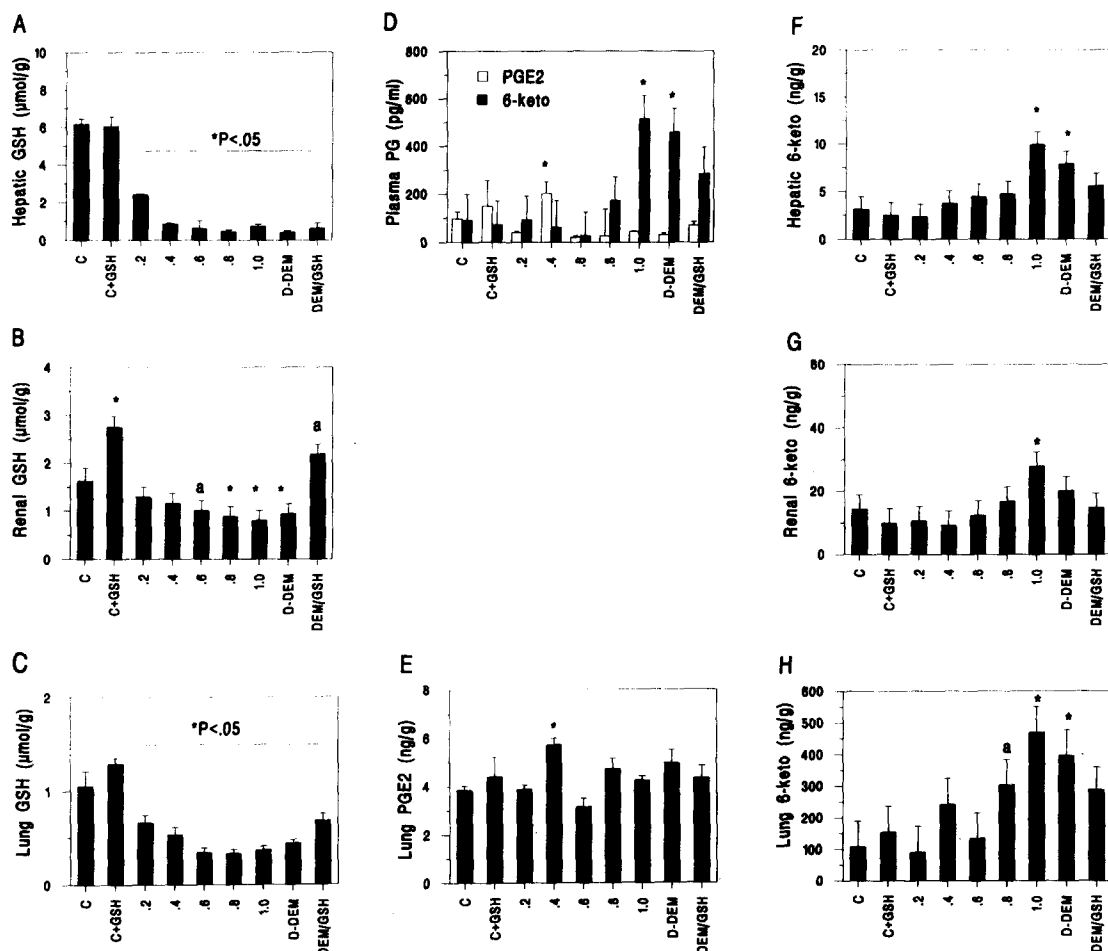 A
Hepatic GSH (µmol/g)
10
8
6
4
2
0
*P<.05
C C+GSH .2 .4 .6 .8 1.0 D-DEM DEM/GSH
B
Renal GSH (µmol/g)
4
3
2
1
0
* a * * * a
C C+GSH .2 .4 .6 .8 1.0 D-DEM DEM/GSH
C
Lung GSH (µmol/g)
2
1
0
*P<.05
C C+GSH .2 .4 .6 .8 1.0 D-DEM DEM/GSH
D
Plasma PG (pg/ml)
800
600
400
200
0
PGE2
6-keto
* * *
C C+GSH .2 .4 .6 .8 1.0 D-DEM DEM/GSH
E
Lung PGE2 (ng/g)
8
6
4
2
0
*
C C+GSH .2 .4 .6 .8 1.0 D-DEM DEM/GSH
F
Hepatic 6-keto (ng/g)
20
15
10
5
0
* *
C C+GSH .2 .4 .6 .8 1.0 D-DEM DEM/GSH
G
Renal 6-keto (ng/g)
60
40
20
0
*
C C+GSH .2 .4 .6 .8 1.0 D-DEM DEM/GSH
H
Lung 6-keto (ng/g)
600
500
400
300
200
100
0
a * *
C C+GSH .2 .4 .6 .8 1.0 D-DEM DEM/GSH